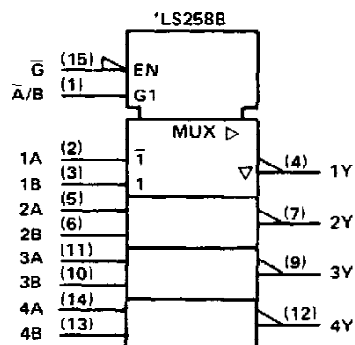 'LS258B
G̅ (15) EN
A̅/B (1) G1
MUX ▷
1A (2) 1̅ ▽ (4) 1Y
1B (3) 1
2A (5) (7) 2Y
2B (6)
3A (11) (9) 3Y
3B (10)
4A (14) (12) 4Y
4B (13)